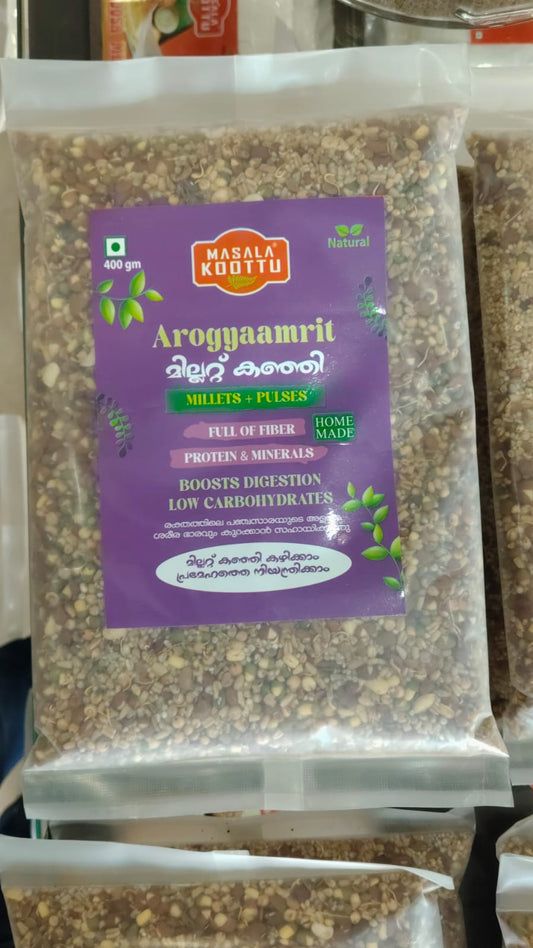 400 gm
MASALA
KOOTTU
Natural
Arogyaamrit
മില്ലറ്റ് കഞ്ഞി
MILLETS + PULSES
FULL OF FIBER
HOME
MADE
PROTEIN & MINERALS
BOOSTS DIGESTION
LOW CARBOHYDRATES
രക്തത്തിലെ പഞ്ചസാരയുടെ അളവും
ശരീര ഭാരവും കുറക്കാൻ സഹായിക്കുന്നു
മില്ലറ്റ് കഞ്ഞി കഴിക്കാം
പ്രമേഹത്തെ നിയന്ത്രിക്കാം